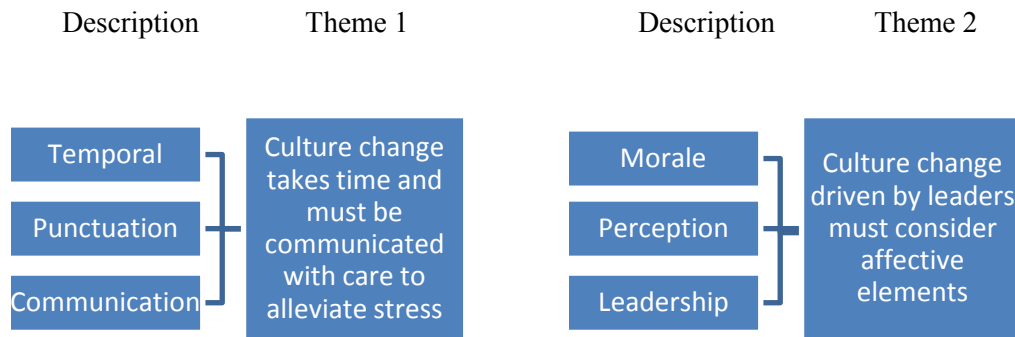 Description
Theme 1
Temporal
Punctuation
Communication
Culture change
takes time and
must be
communicated
with care to
alleviate stress
Description
Theme 2
Morale
Perception
Leadership
Culture change
driven by leaders
must consider
affective
elements